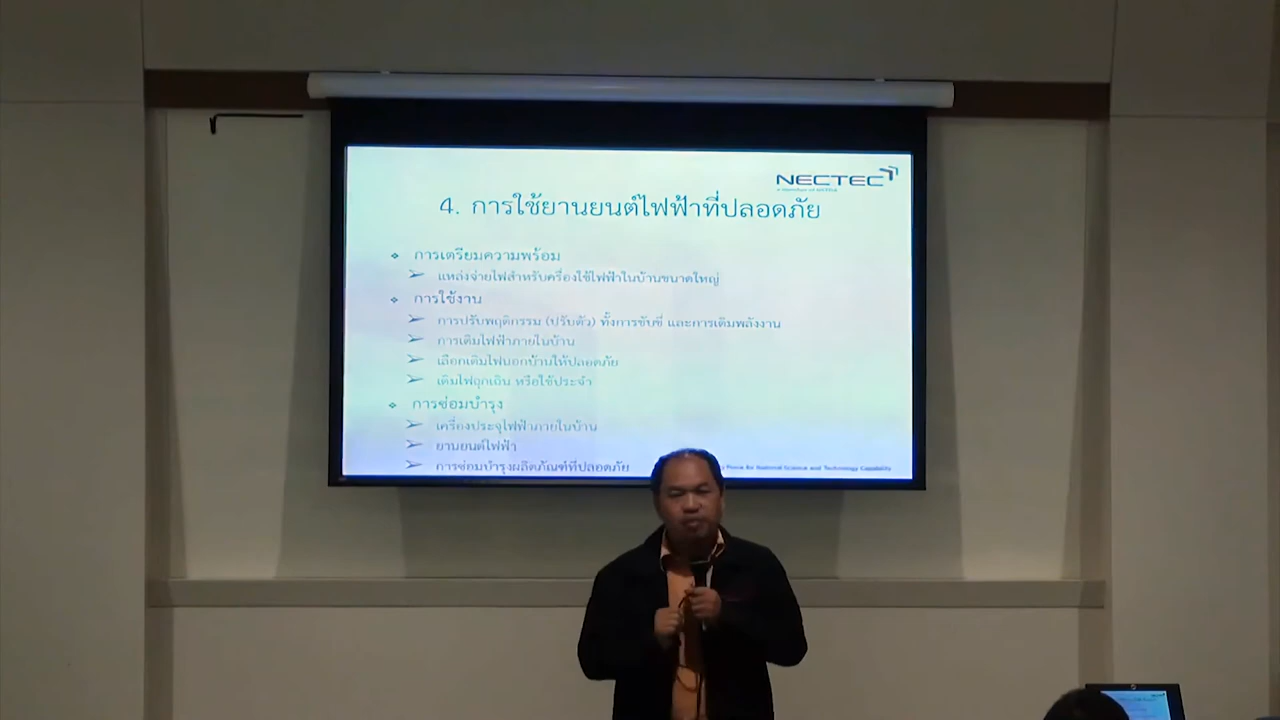 NECTEC
a member of NSTDA
4. การใช้ยานยนต์ไฟฟ้าที่ปลอดภัย
การเตรียมความพร้อม
แหล่งจ่ายไฟสำหรับเครื่องใช้ไฟฟ้าในบ้านขนาดใหญ่
การใช้งาน
การปรับพฤติกรรม (ปรับตัว) ทั้งการขับขี่ และการเติมพลังงาน
การเติมไฟฟ้าภายในบ้าน
เลือกเติมไฟนอกบ้านให้ปลอดภัย
เติมไฟฉุกเฉิน หรือใช้ประจำ
การซ่อมบำรุง
เครื่องประจุไฟฟ้าภายในบ้าน
ยานยนต์ไฟฟ้า
การซ่อมบำรุงผลิตภัณฑ์ที่ปลอดภัย
Force for National Science and Technology Capability